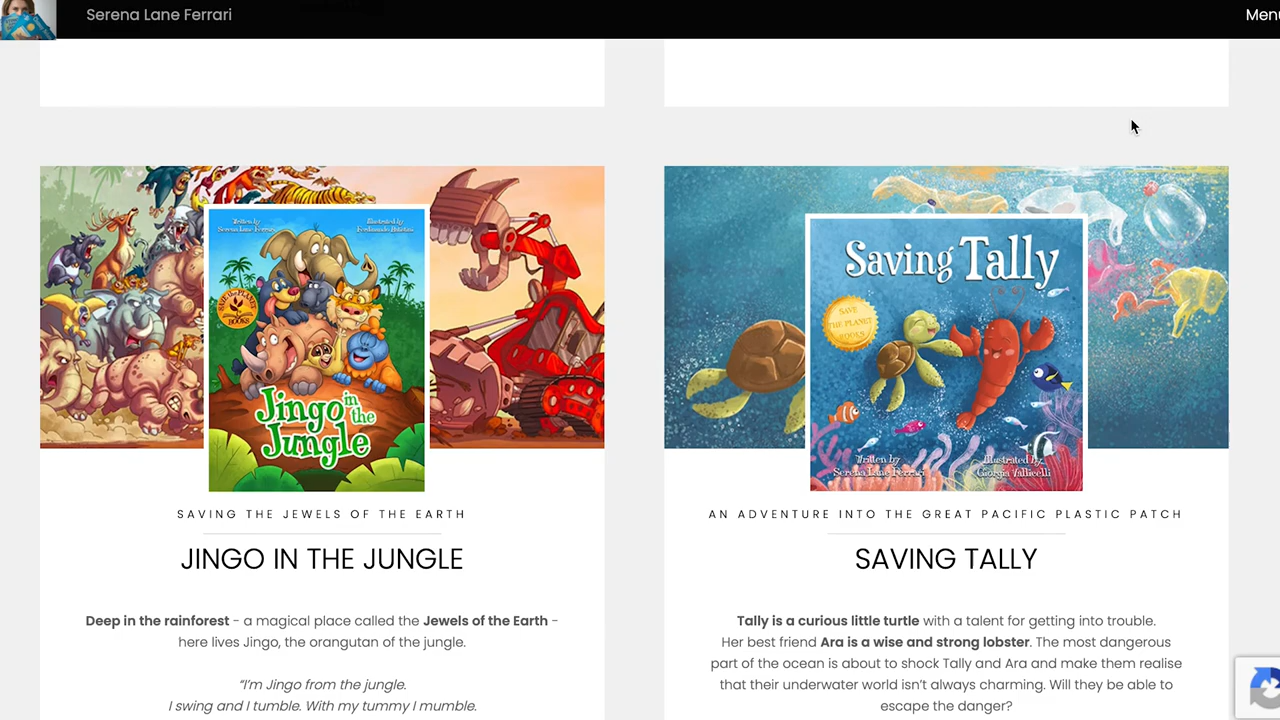 Serena Lane Ferrari
Menu
Written by
Serena Lane Ferrari
Illustrated by
SAVE THE PLANET
BOOKS
Jingo
in
the
Jungle
SAVING THE JEWELS OF THE EARTH
JINGO IN THE JUNGLE
Deep in the rainforest - a magical place called the Jewels of the Earth -
here lives Jingo, the orangutan of the jungle.
"I'm Jingo from the jungle.
I swing and I tumble. With my tummy I mumble.
Saving Tally
SAVE
THE PLANET
BOOKS
Written by
Serena Lane Ferrari
Illustrated by
Giorgia Vallicelli
AN ADVENTURE INTO THE GREAT PACIFIC PLASTIC PATCH
SAVING TALLY
Tally is a curious little turtle with a talent for getting into trouble.
Her best friend Ara is a wise and strong lobster. The most dangerous
part of the ocean is about to shock Tally and Ara and make them realise
that their underwater world isn't always charming. Will they be able to
escape the danger?